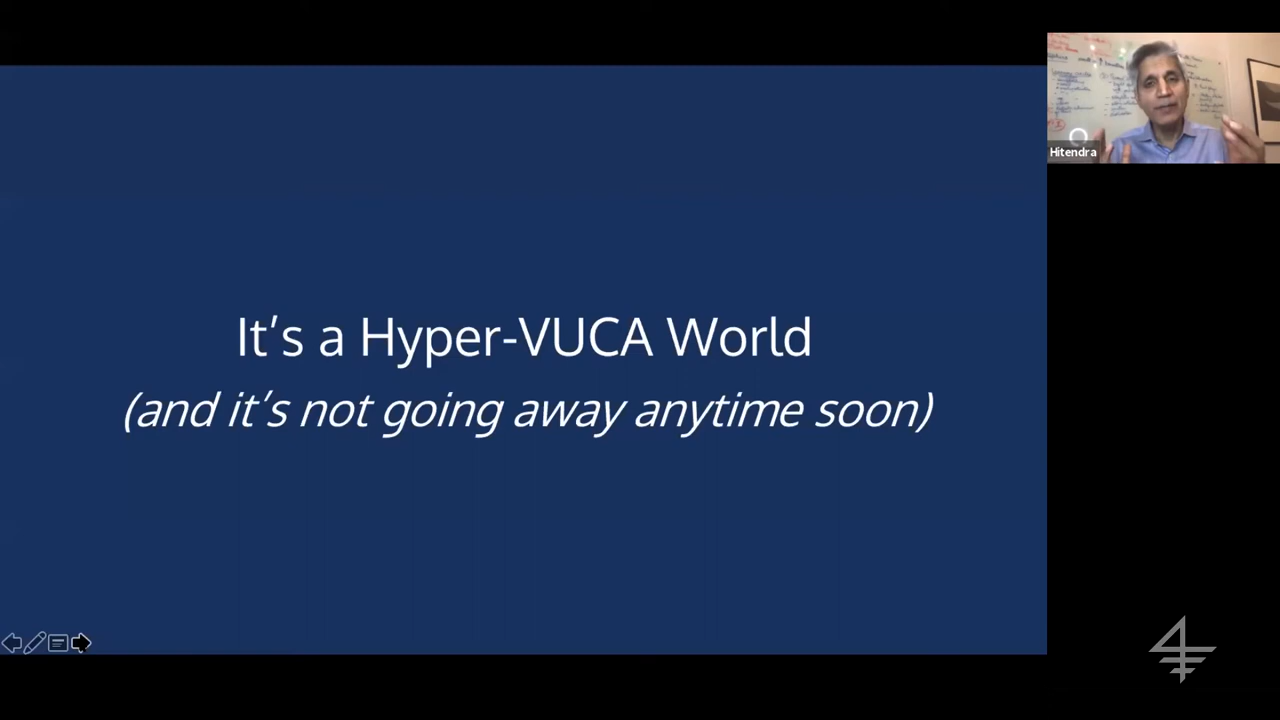 It's a Hyper-VUCA World
(and it's not going away anytime soon)
Hitendra